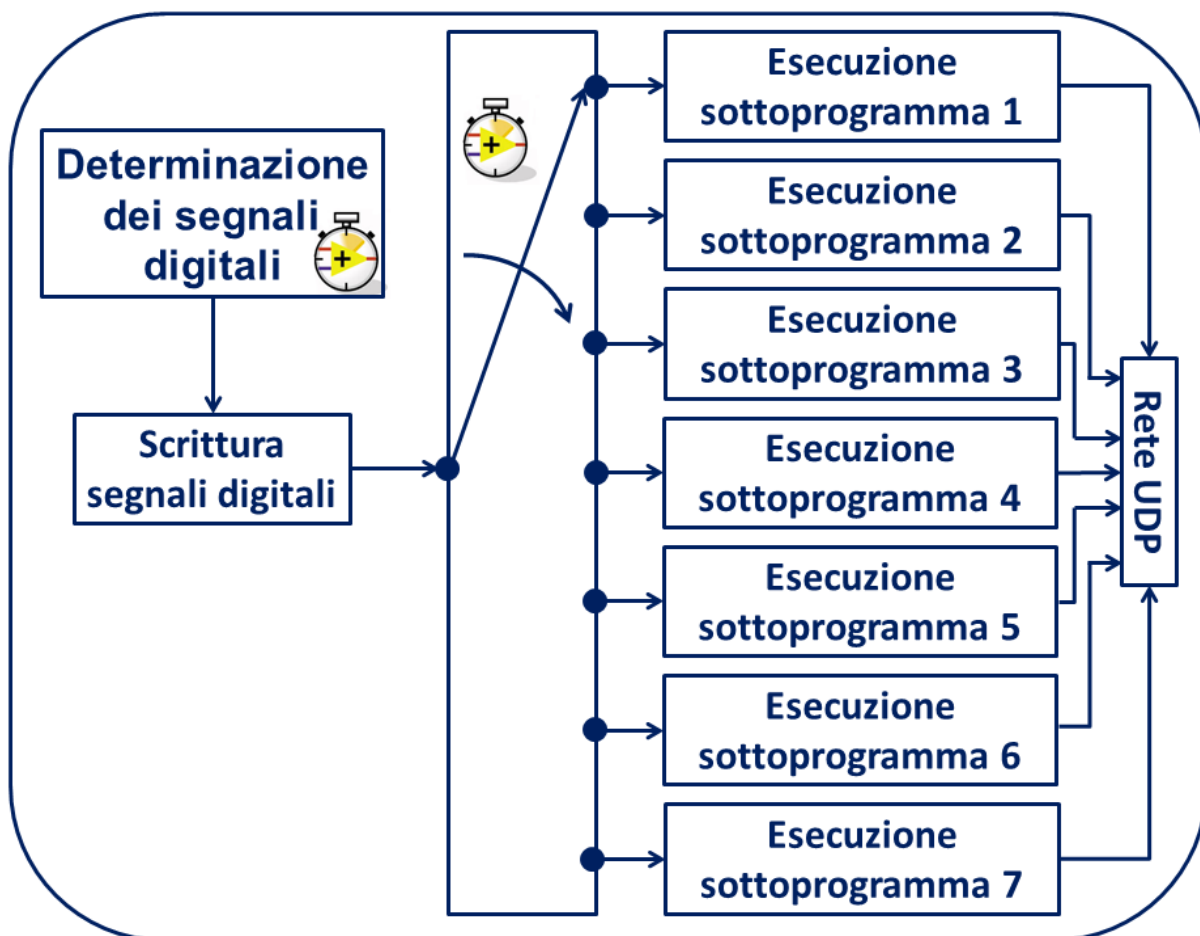 Determinazione
dei segnali
digitali
Scrittura
segnali digitali
Esecuzione
sottoprogramma 1
Esecuzione
sottoprogramma 2
Esecuzione
sottoprogramma 3
Esecuzione
sottoprogramma 4
Esecuzione
sottoprogramma 5
Esecuzione
sottoprogramma 6
Esecuzione
sottoprogramma 7
Rete UDP